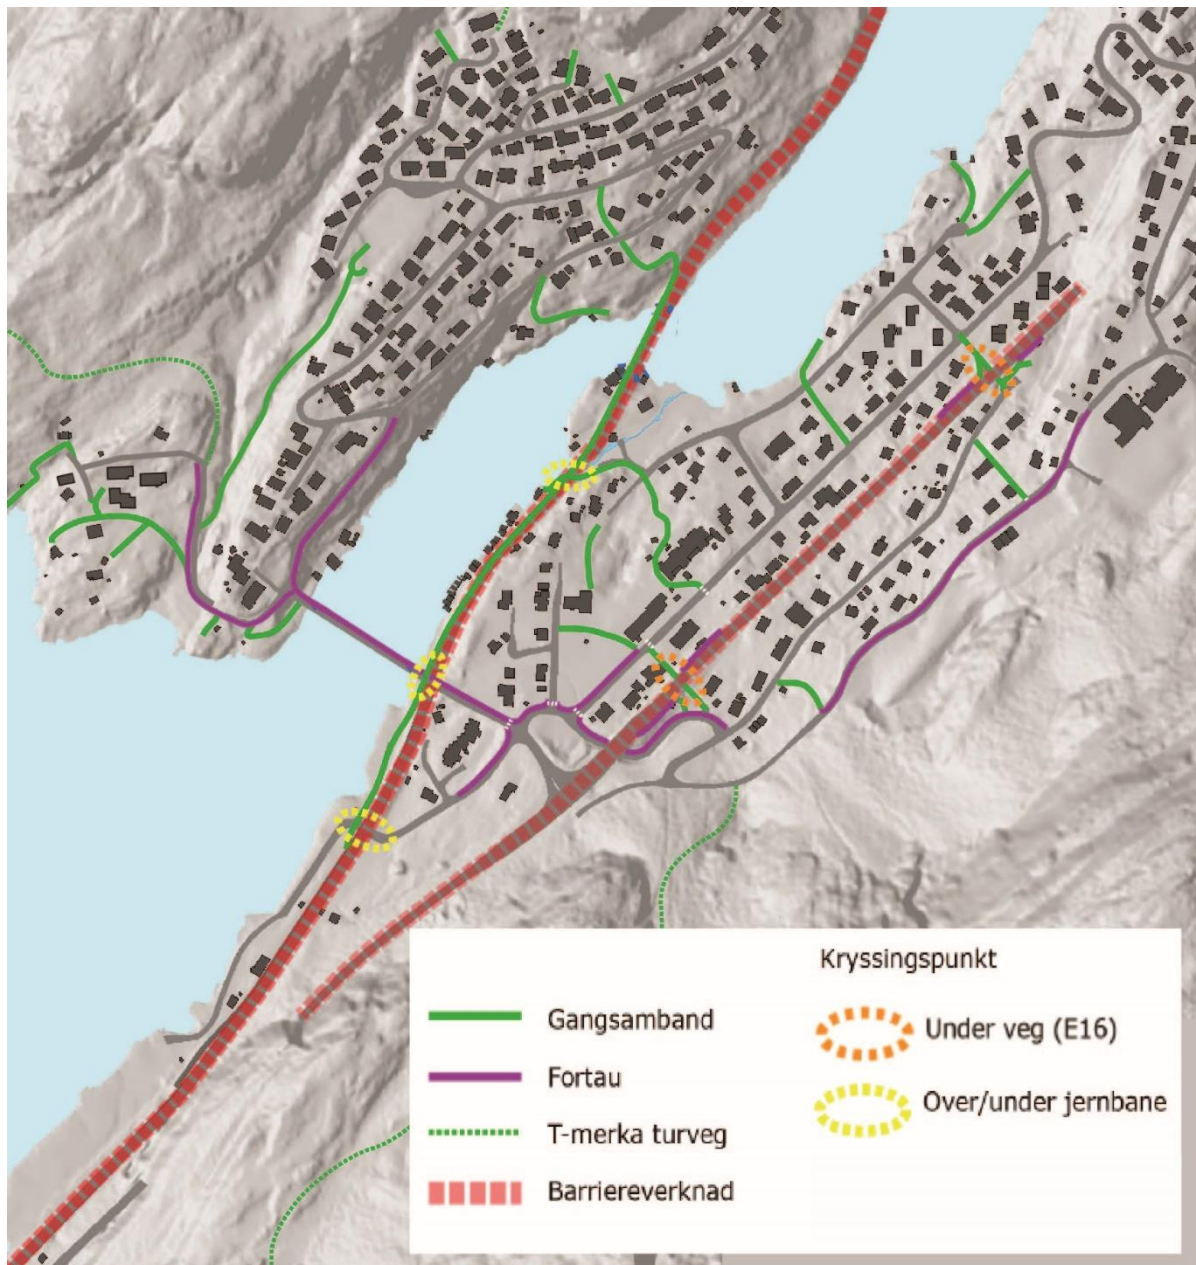 Gangsamband
Fortau
T-merka turveg
Barriereverknad
Kryssingspunkt
Under veg (E16)
Over/under jernbane